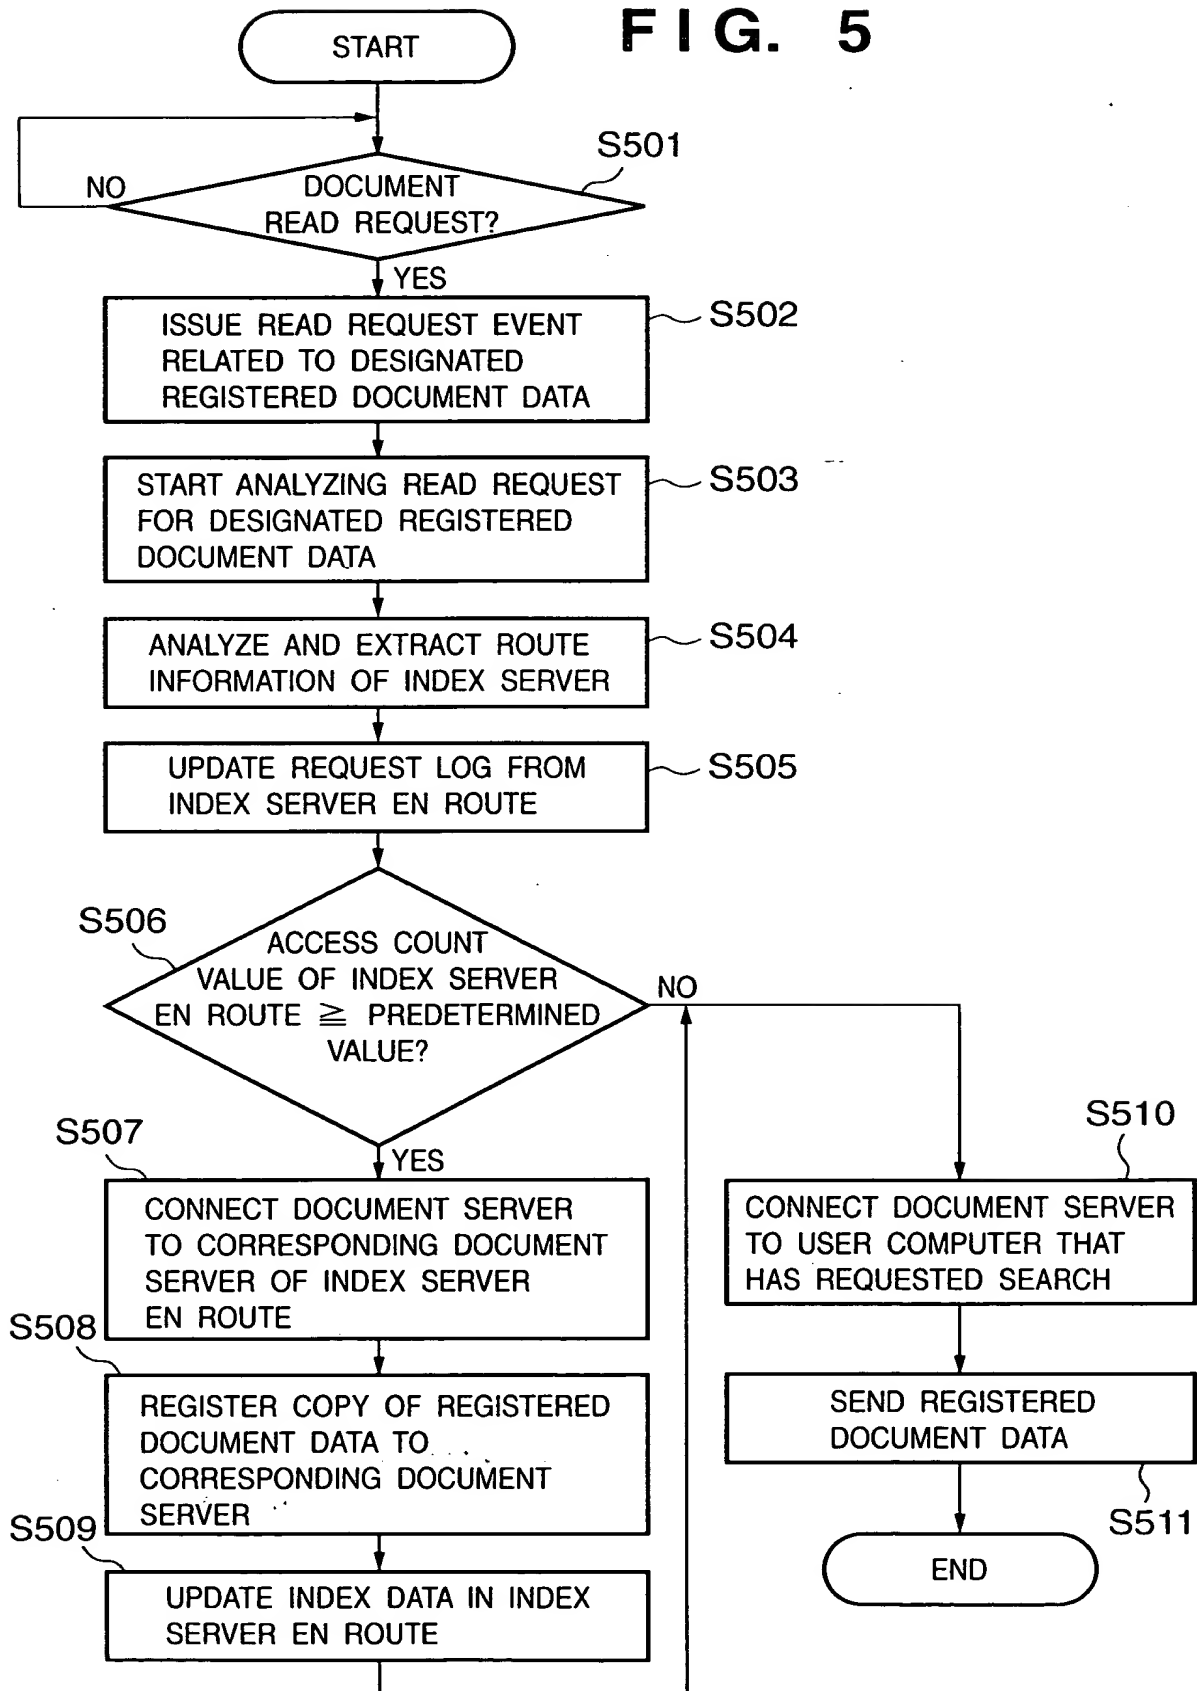 FIG. 5
START
S501
DOCUMENT
READ REQUEST?
NO
YES
S502
ISSUE READ REQUEST EVENT
RELATED TO DESIGNATED
REGISTERED DOCUMENT DATA
S503
START ANALYZING READ REQUEST
FOR DESIGNATED REGISTERED
DOCUMENT DATA
S504
ANALYZE AND EXTRACT ROUTE
INFORMATION OF INDEX SERVER
S505
UPDATE REQUEST LOG FROM
INDEX SERVER EN ROUTE
S506
ACCESS COUNT
VALUE OF INDEX SERVER
EN ROUTE ≧ PREDETERMINED
VALUE?
NO
YES
S507
CONNECT DOCUMENT SERVER
TO CORRESPONDING DOCUMENT
SERVER OF INDEX SERVER
EN ROUTE
S508
REGISTER COPY OF REGISTERED
DOCUMENT DATA TO
CORRESPONDING DOCUMENT
SERVER
S509
UPDATE INDEX DATA IN INDEX
SERVER EN ROUTE
S510
CONNECT DOCUMENT SERVER
TO USER COMPUTER THAT
HAS REQUESTED SEARCH
SEND REGISTERED
DOCUMENT DATA
S511
END